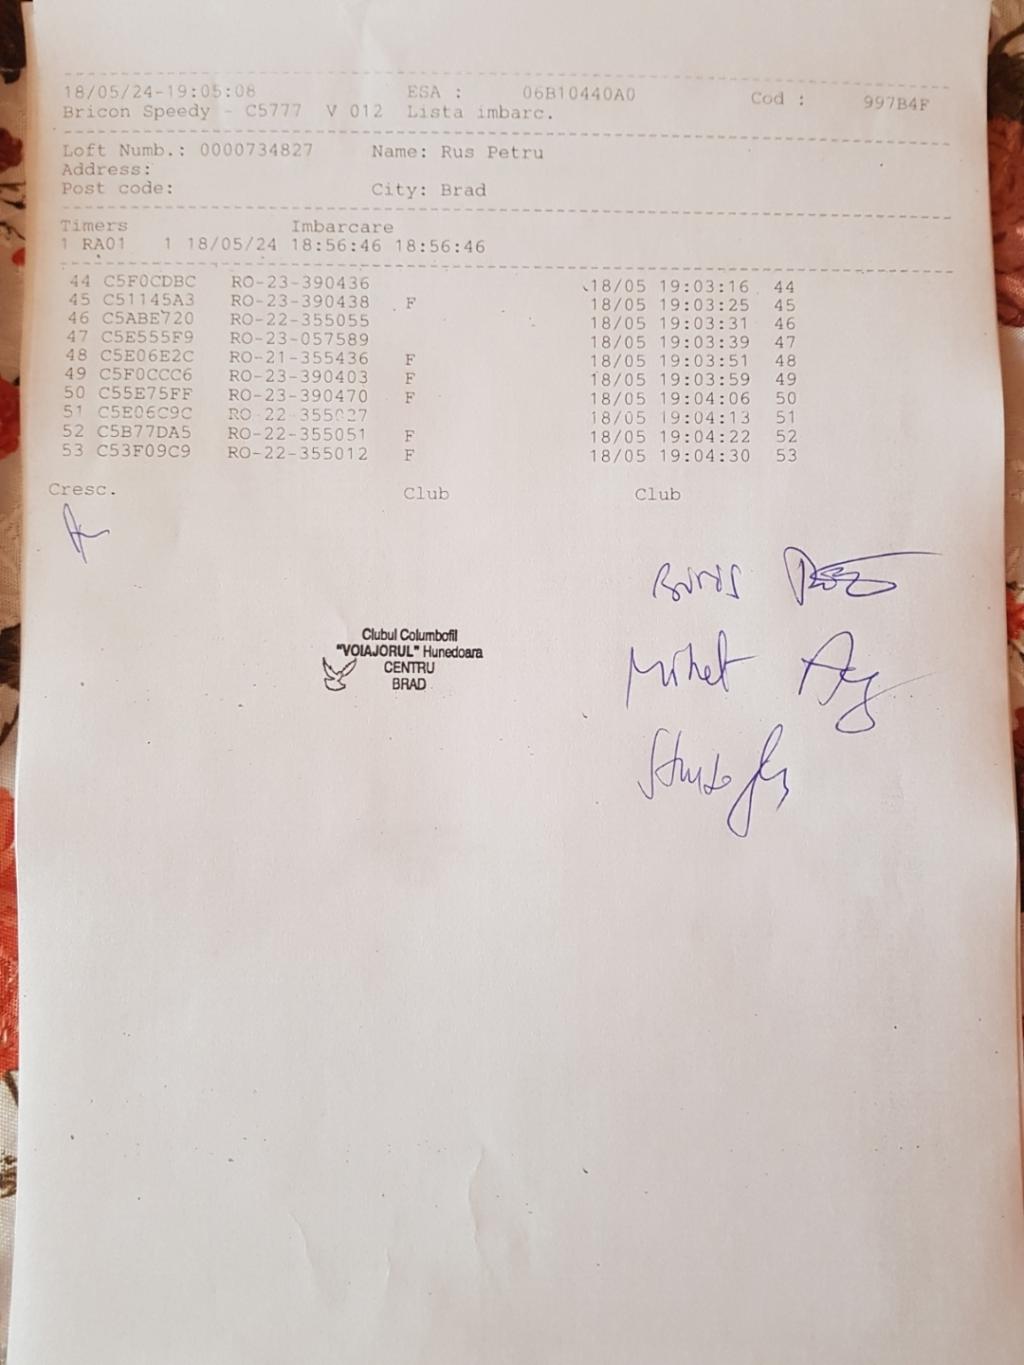 18/05/24-19:05:08 ESA : 06B10440A0 Cod : 997B4F
Bricon Speedy - C5777 V 012 Lista imbarc.
Loft Numb.: 0000734827 Name: Rus Petru
Address:
Post code: City: Brad
Timers Imbarcare
1 RA01 1 18/05/24 18:56:46 18:56:46
44 C5F0CDBC RO-23-390436 18/05 19:03:16 44
45 C51145A3 RO-23-390438 F 18/05 19:03:25 45
46 C5ABE720 RO-22-355055 18/05 19:03:31 46
47 C5E555F9 RO-23-057589 18/05 19:03:39 47
48 C5E06E2C RO-21-355436 F 18/05 19:03:51 48
49 C5F0CCC6 RO-23-390403 F 18/05 19:03:59 49
50 C55E75FF RO-23-390470 F 18/05 19:04:06 50
51 C5E06C9C 18/05 19:04:13 51
52 C5B77DA5 RO-22-355051 F 18/05 19:04:22 52
53 C53F09C9 RO-22-355012 F 18/05 19:04:30 53
Cresc. Club Club
Clubul Columbofil
"VOIAJORUL" Hunedoara
CENTRU
BRAD
Mihet